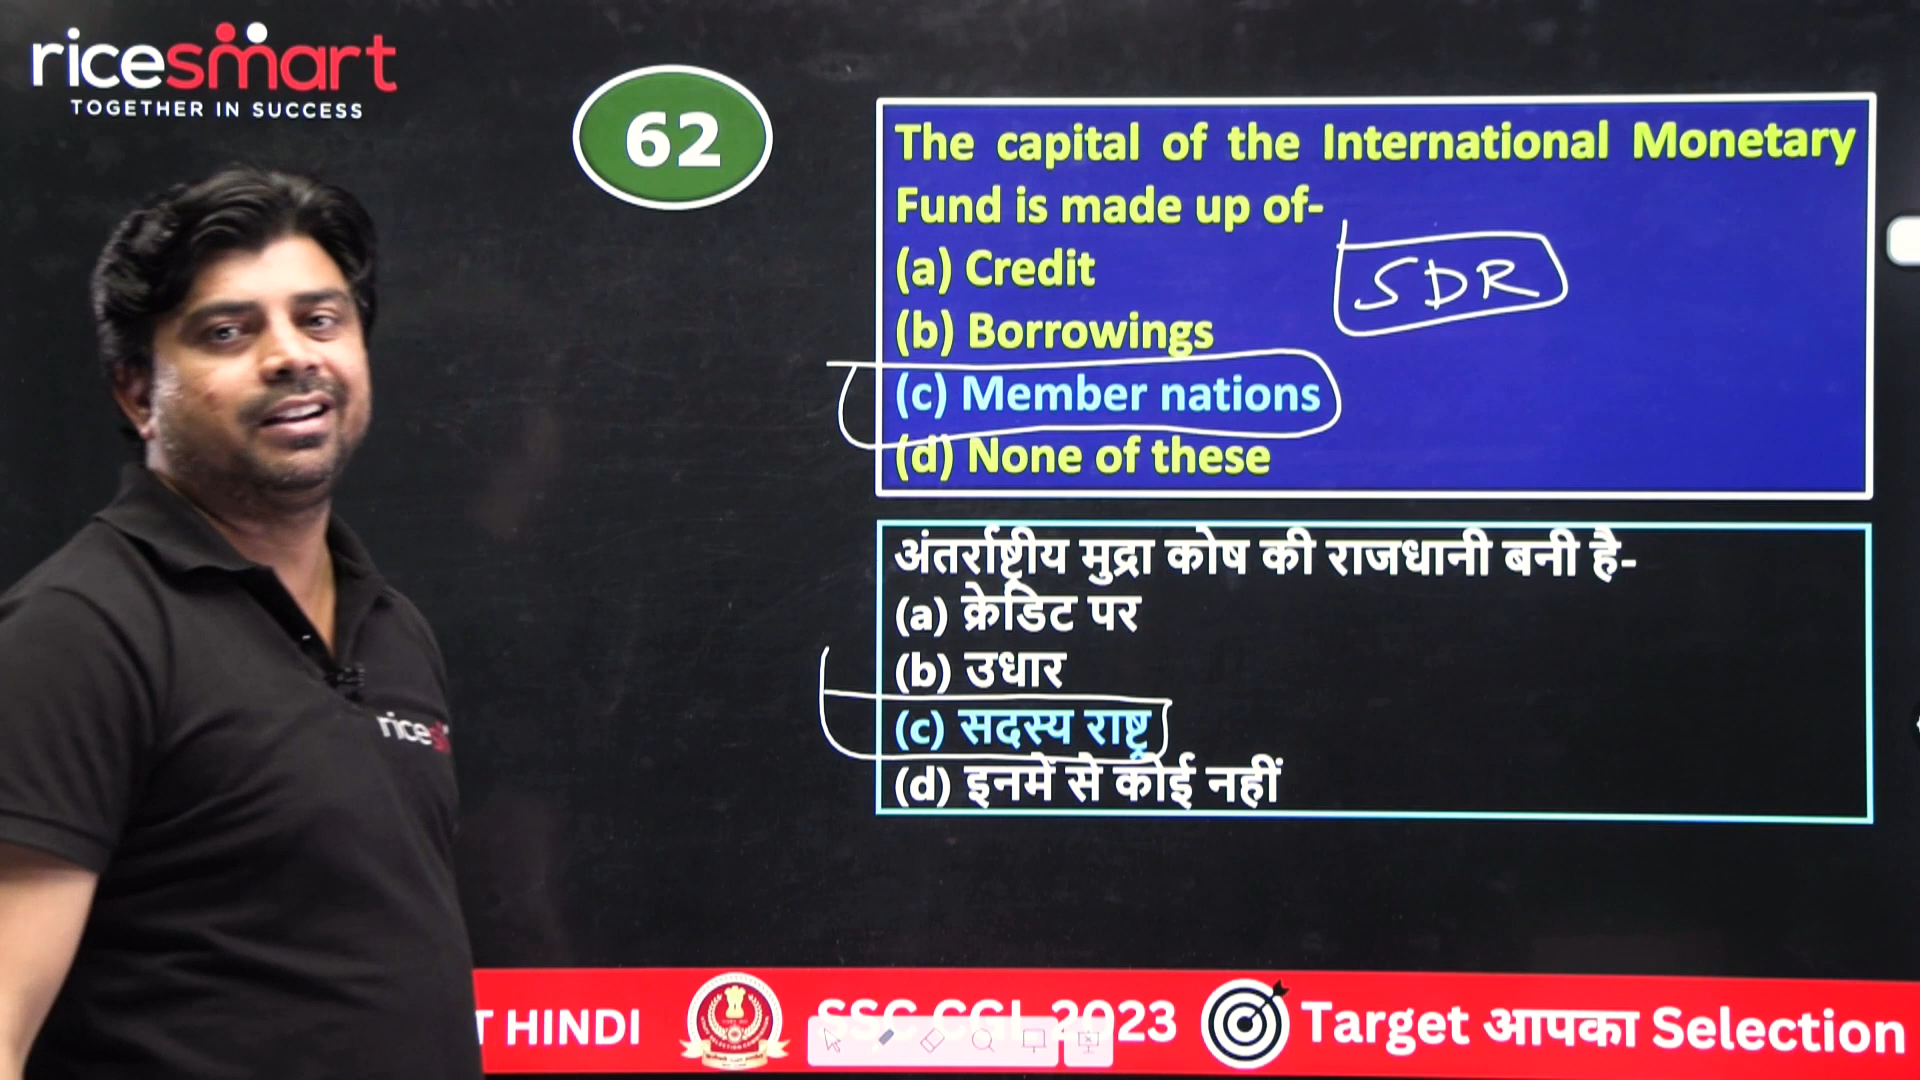 ricesmart
TOGETHER IN SUCCESS
62
The capital of the International Monetary
Fund is made up of-
(a) Credit
SDR
(b) Borrowings
(c) Member nations
(d) None of these
अंतर्राष्ट्रीय मुद्रा कोष की राजधानी बनी है-
(a) क्रेडिट पर
(b) उधार
(c) सदस्य राष्ट्र
(d) इनमें से कोई नहीं
rices
T HINDI
SSC CGL 2023
Target आपका Selection